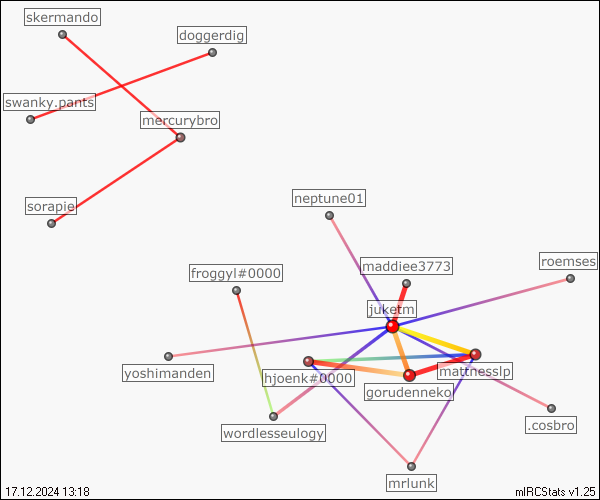 skermando
doggerdig
swanky.pants
mercurybro
sorapie
neptune01
maddiee3773
roemses
froggyl#0000
juketm
yoshimanden
hjoenk#0000
mattnesslp
gorudenneko
wordlesseulogy
.cosbro
mrlunk
17.12.2024 13:18
mIRCStats v1.25